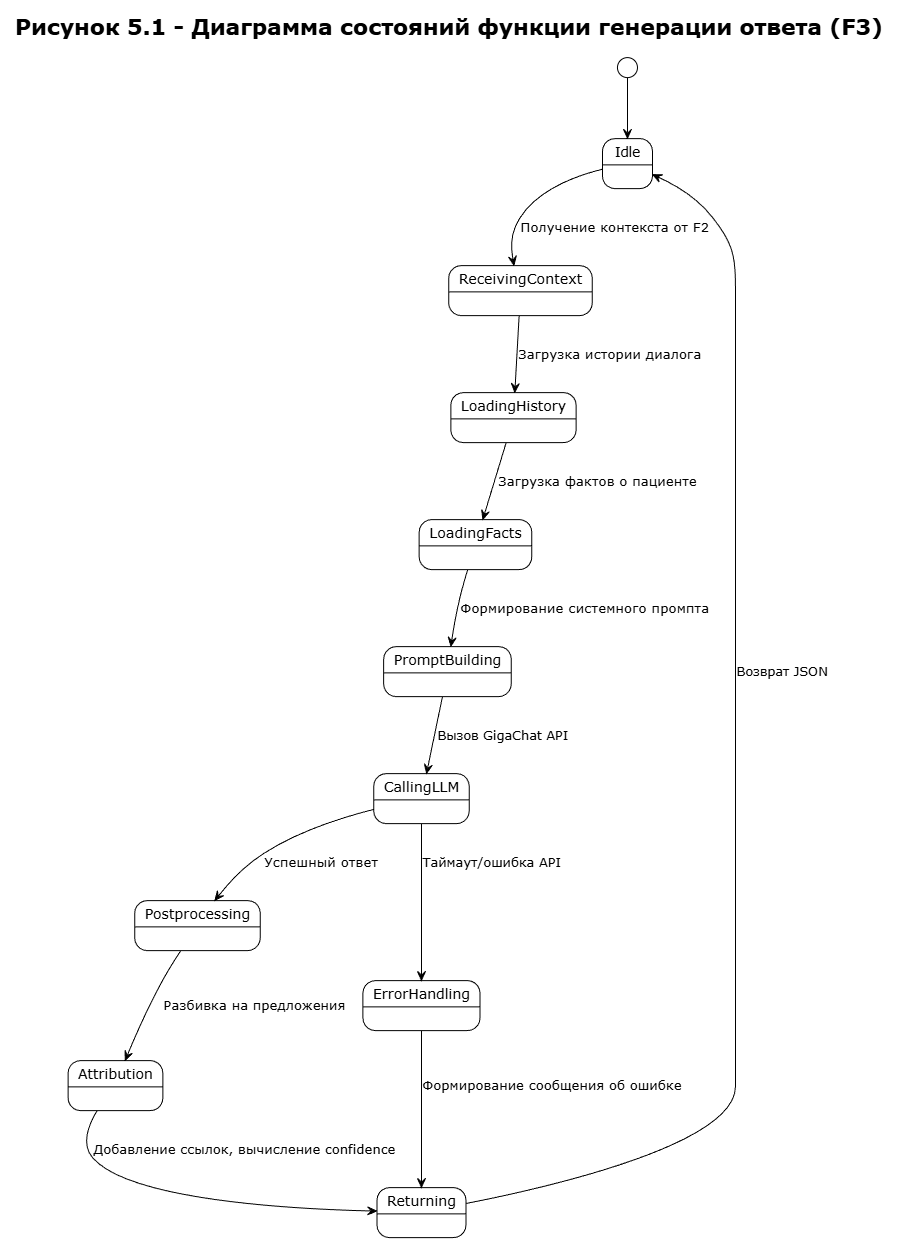 Рисунок 5.1 - Диаграмма состояний функции генерации ответа (F3)
Idle
Получение контекста от F2
ReceivingContext
Загрузка истории диалога
LoadingHistory
Загрузка фактов о пациенте
LoadingFacts
Формирование системного промпта
PromptBuilding
Возврат JSON
Вызов GigaChat API
CallingLLM
Успешный ответ
Таймаут/ошибка API
Postprocessing
ErrorHandling
Разбивка на предложения
Attribution
Формирование сообщения об ошибке
Добавление ссылок, вычисление confidence
Returning